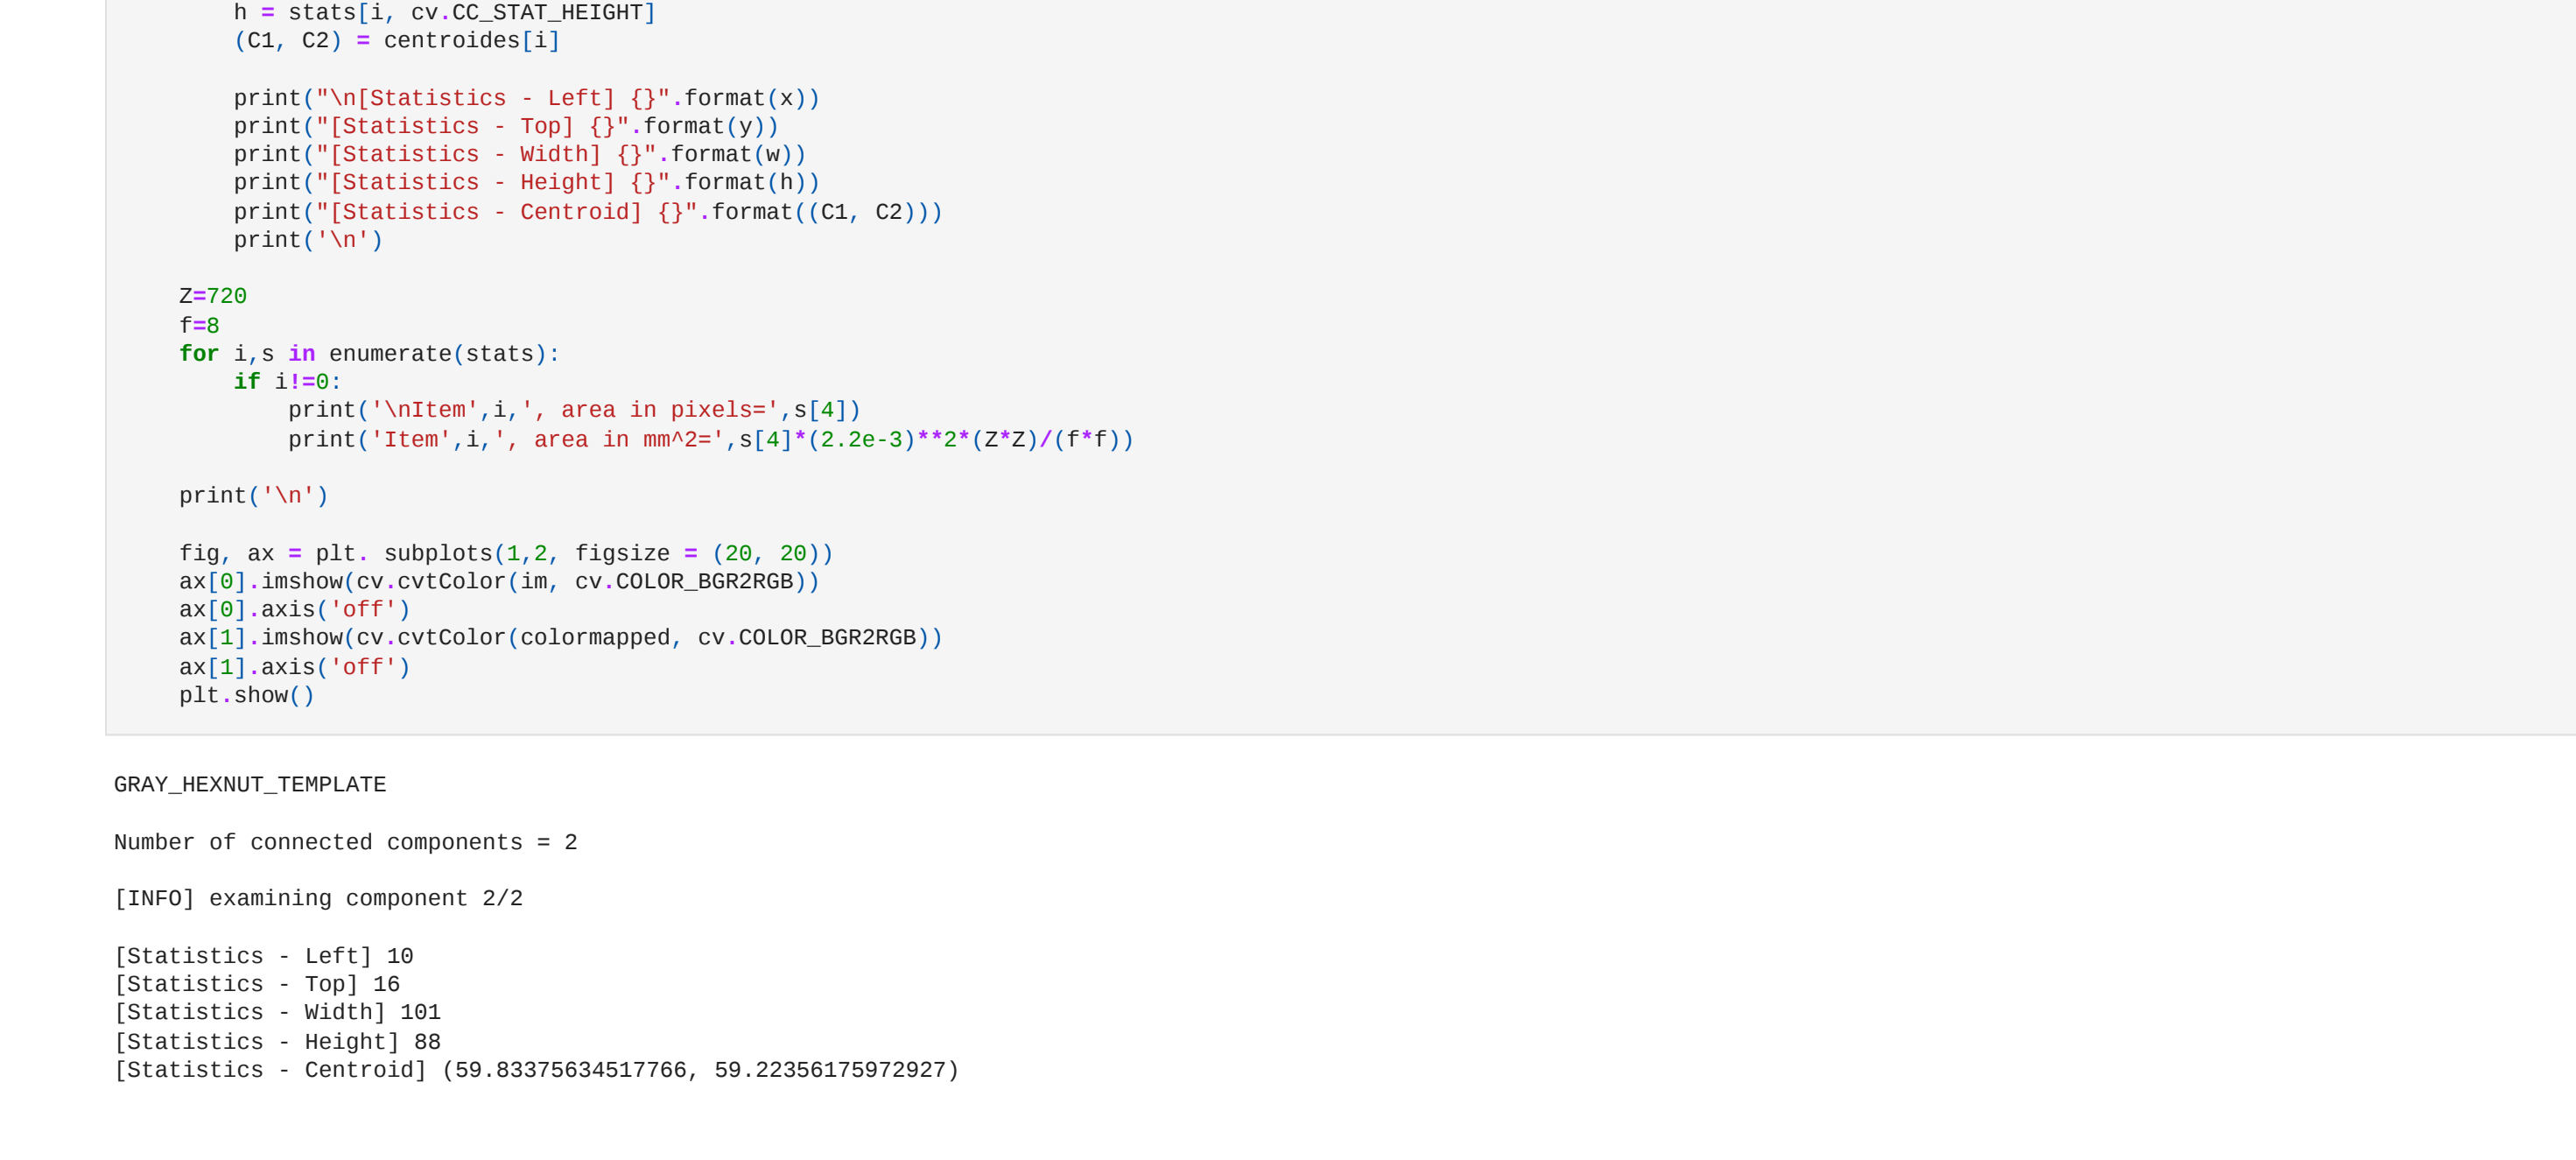 h = stats[i, cv.CC_STAT_HEIGHT]
(C1, C2) = centroides[i]
print("\n[Statistics - Left] {}".format(x))
print("[Statistics - Top] {}".format(y))
print("[Statistics - Width] {}".format(w))
print("[Statistics - Height] {}".format(h))
print("[Statistics - Centroid] {}".format((C1, C2)))
print('\n')
Z=720
f=8
for i,s in enumerate(stats):
if i!=0:
print('\nItem',i,', area in pixels=',s[4])
print('Item',i,', area in mm^2=',s[4]*(2.2e-3)**2*(Z*Z)/(f*f))
print('\n')
fig, ax = plt. subplots(1,2, figsize = (20, 20))
ax[0].imshow(cv.cvtColor(im, cv.COLOR_BGR2RGB))
ax[0].axis('off')
ax[1].imshow(cv.cvtColor(colormapped, cv.COLOR_BGR2RGB))
ax[1].axis('off')
plt.show()
GRAY_HEXNUT_TEMPLATE
Number of connected components = 2
[INFO] examining component 2/2
[Statistics - Left] 10
[Statistics - Top] 16
[Statistics - Width] 101
[Statistics - Height] 88
[Statistics - Centroid] (59.83375634517766, 59.22356175972927)